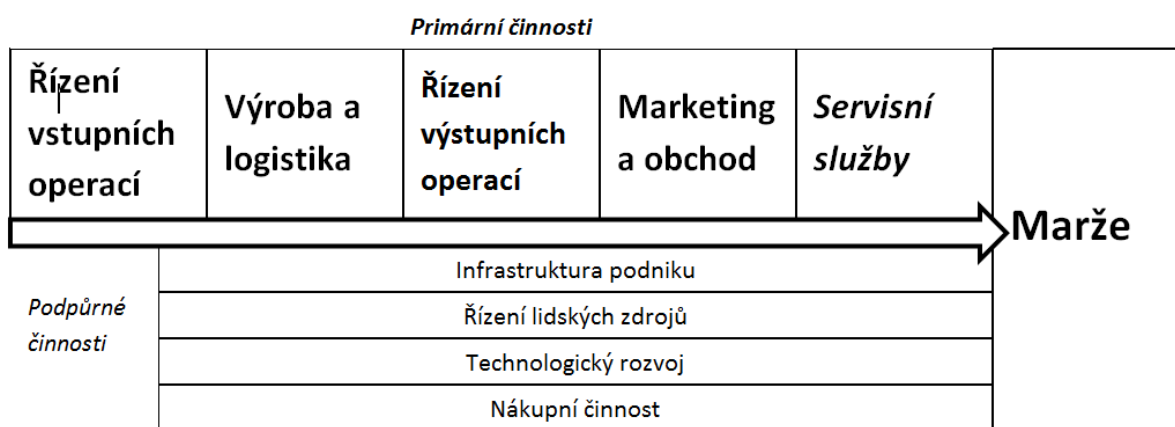 Primární činnosti
Řízení
vstupních
operací
Výroba a
logistika
Řízení
výstupních
operací
Marketing
a obchod
Servisní
služby
Marže
Podpůrné
činnosti
Infrastruktura podniku
Řízení lidských zdrojů
Technologický rozvoj
Nákupní činnost